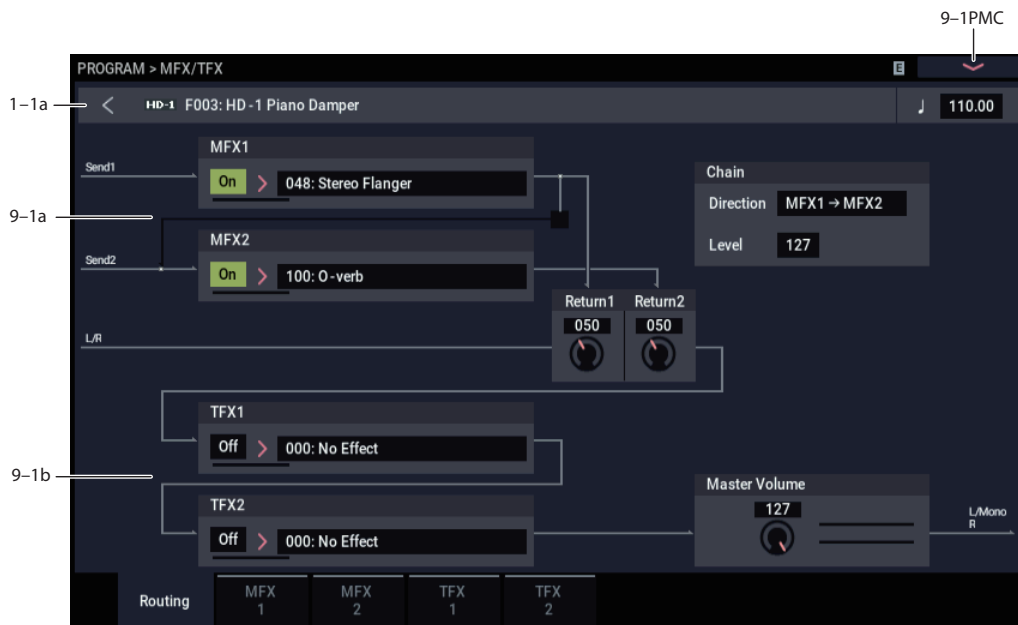 9–1PMC
PROGRAM > MFX/TFX
E
1–1a
HD-1 F003: HD-1 Piano Damper
♩ 110.00
MFX1
Send1
On > 048: Stereo Flanger
Chain
Direction MFX1→MFX2
Level 127
9–1a
MFX2
Send2
On > 100: O-verb
Return1 Return2
050 050
L/R
TFX1
Off > 000: No Effect
9–1b
TFX2
Off > 000: No Effect
Master Volume
127
L/Mono
R
Routing
MFX
1
MFX
2
TFX
1
TFX
2